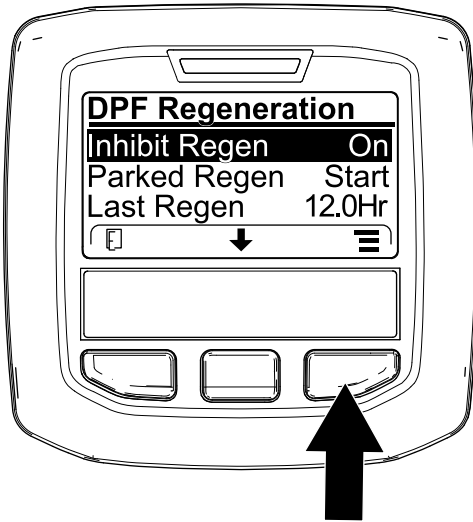 DPF Regeneration
Inhibit Regen On
Parked Regen Start
Last Regen 12.0Hr